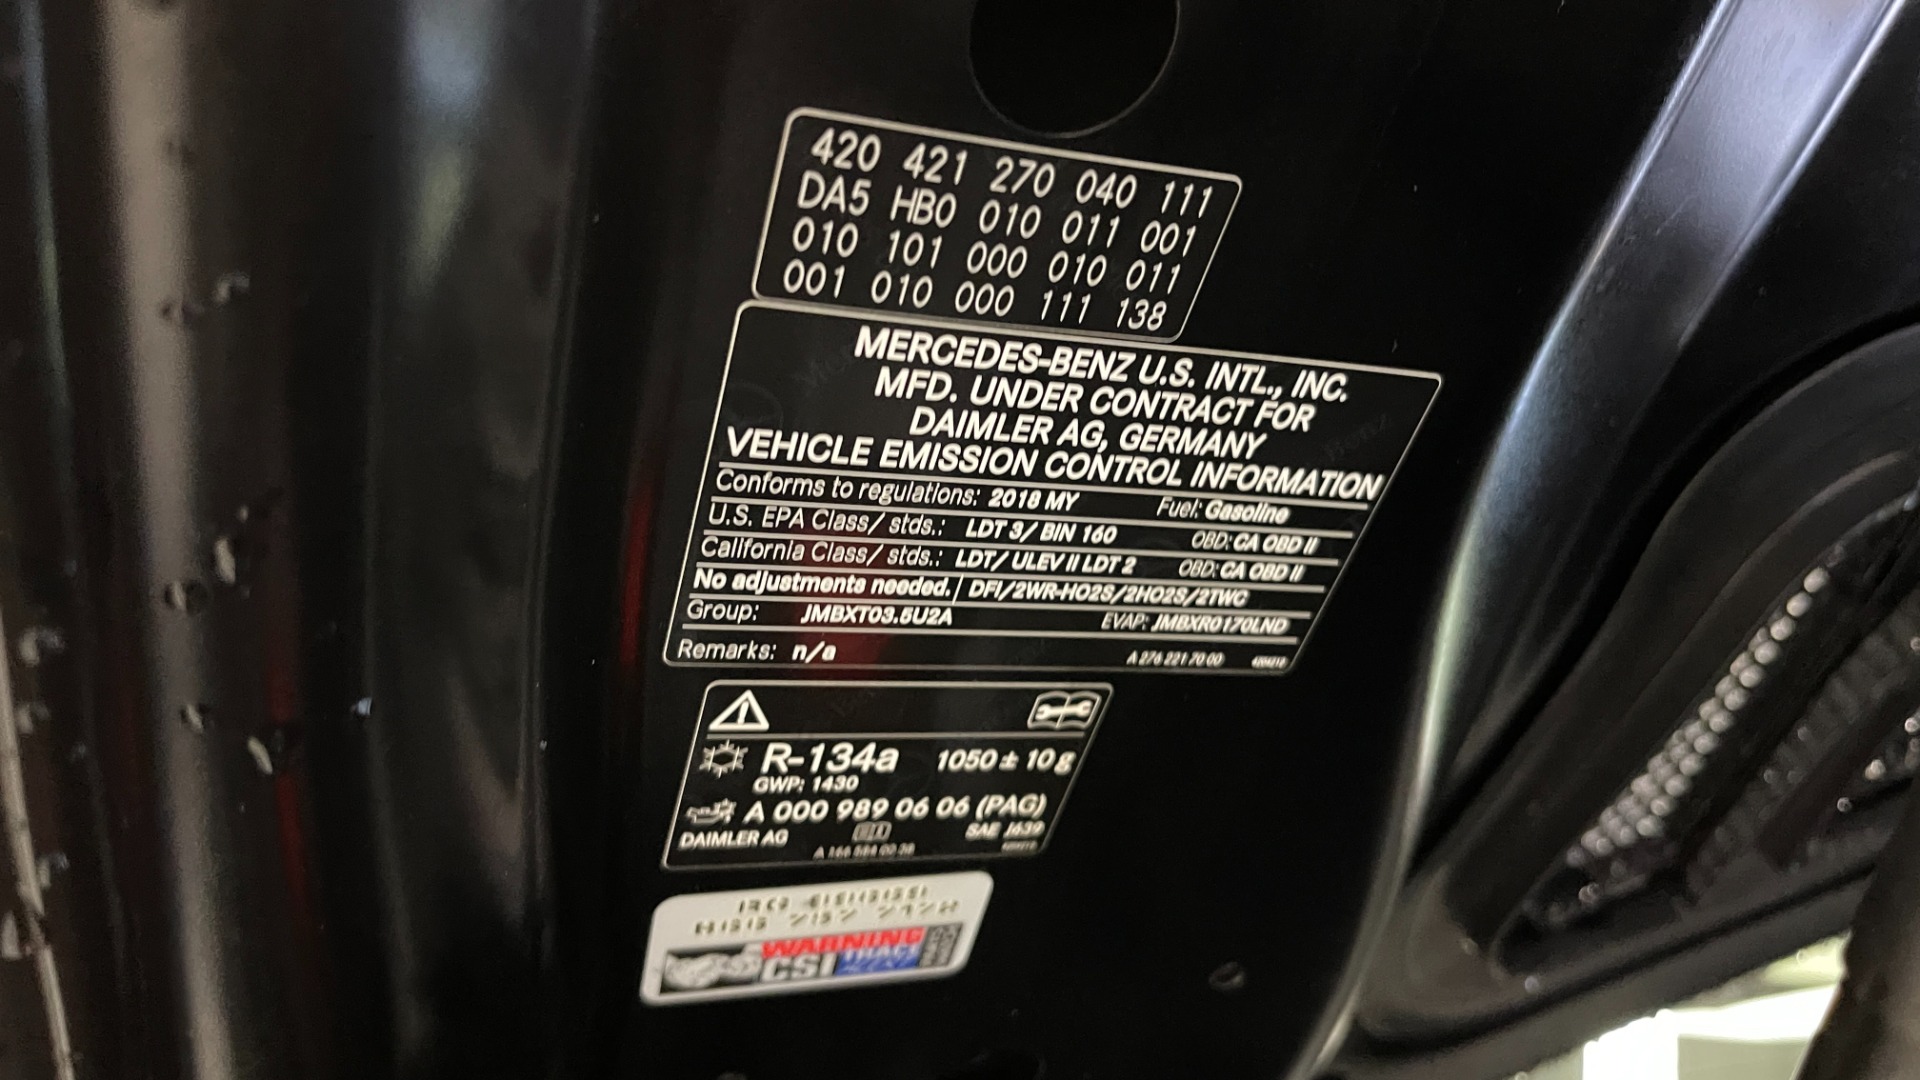 420 421 270 040 111
DA5 HB0 010 011 001
010 101 000 010 011
001 010 000 111 138
MERCEDES-BENZ U.S. INTL., INC.
MFD. UNDER CONTRACT FOR
DAIMLER AG, GERMANY
VEHICLE EMISSION CONTROL INFORMATION
Conforms to regulations: 2018 MY Fuel: Gasoline
U.S. EPA Class/ stds.: LDT 3/ BIN 160 OBD: CA OBD II
California Class/ stds.: LDT/ ULEV II LDT 2 OBD: CA OBD II
No adjustments needed. DFI/2WR-HO2S/2HO2S/2TWC
Group: JMBXT03.5U2A EVAP: JMBXR0170LND
Remarks: n/a A 276 221 70 00
R-134a 1050 ± 10 g
GWP: 1430
A 000 989 06 06 (PAG)
DAIMLER AG SAE J639
WARNING
CSI